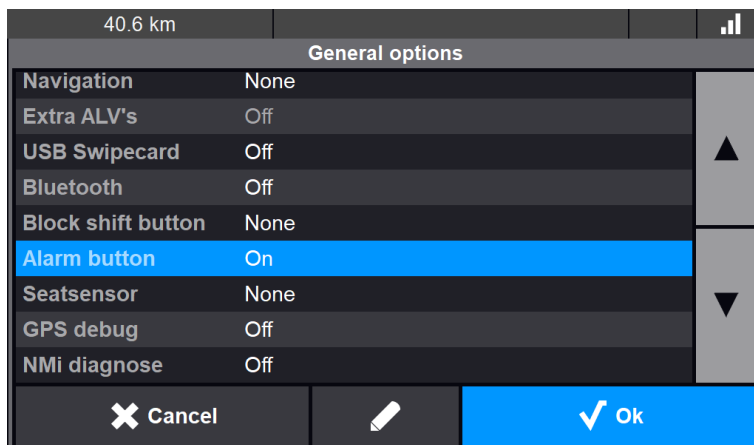 40.6 km
General options
Navigation None
Extra ALV's Off
USB Swipecard Off
Bluetooth Off
Block shift button None
Alarm button On
Seatsensor None
GPS debug Off
NMi diagnose Off
Cancel Ok